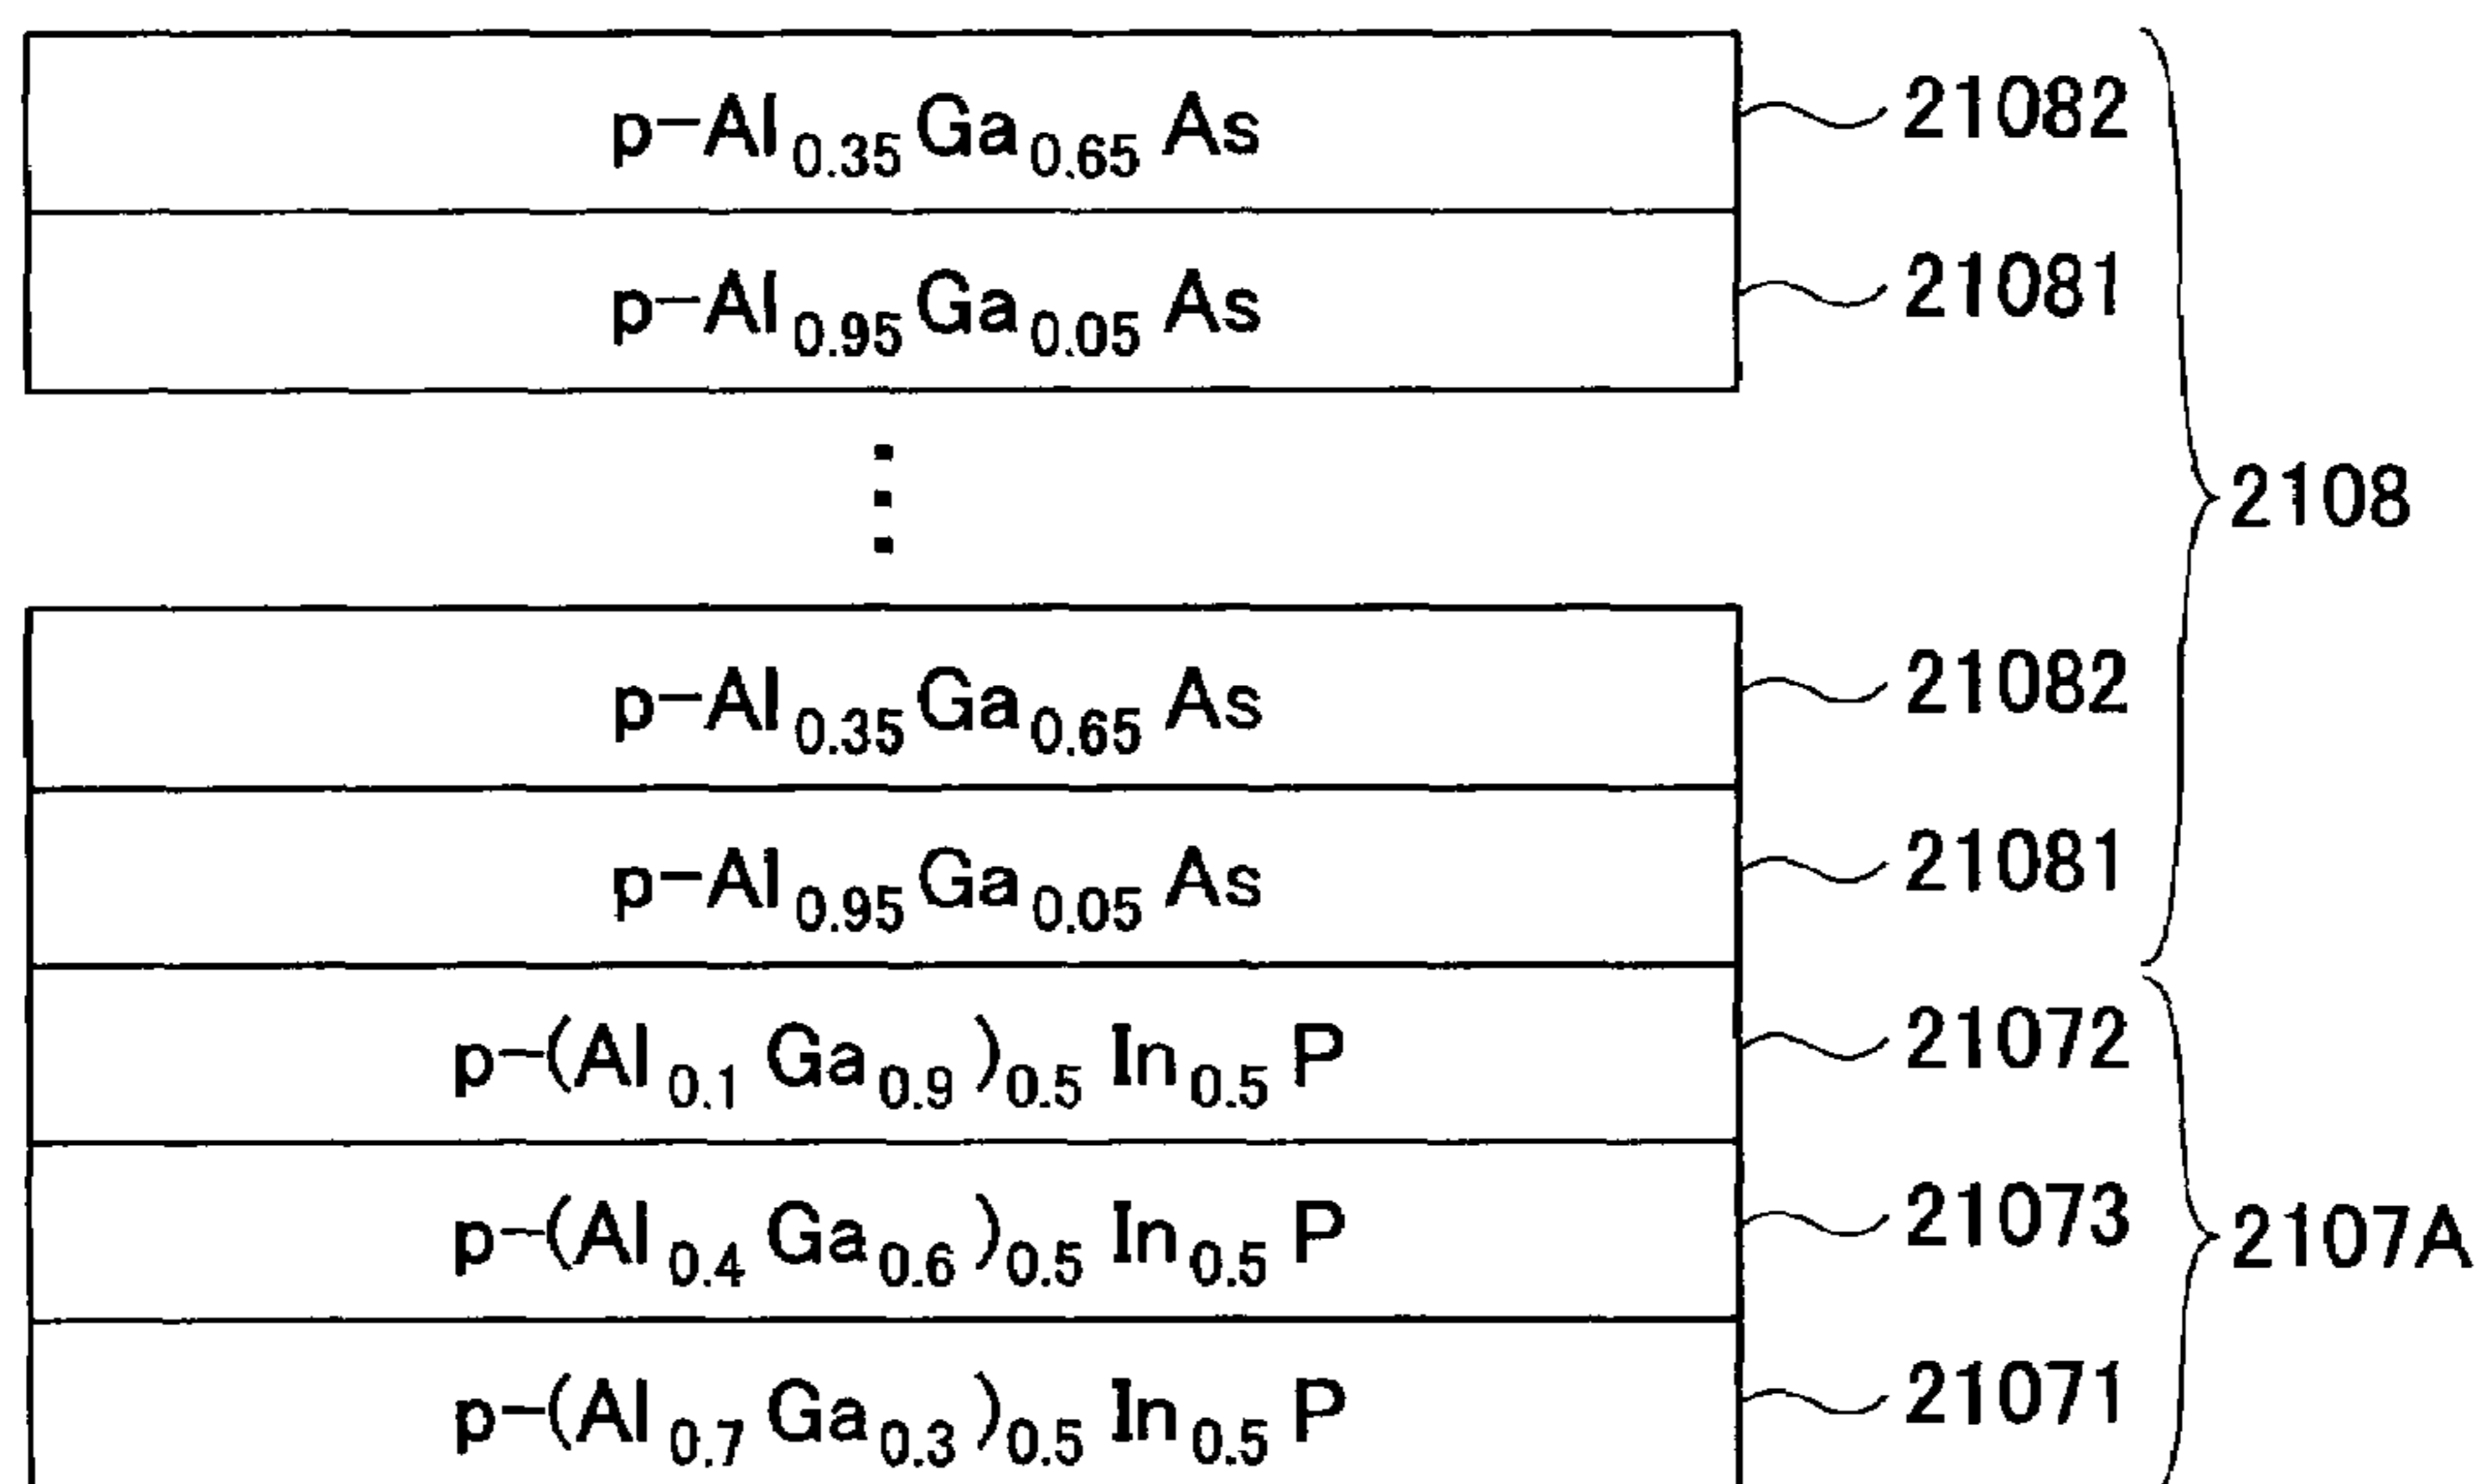 p-Al0.35Ga0.65As 21082
p-Al0.95Ga0.05As 21081
2108
p-Al0.35Ga0.65As 21082
p-Al0.95Ga0.05As 21081
p-(Al0.1Ga0.9)0.5In0.5P 21072
p-(Al0.4Ga0.6)0.5In0.5P 21073
2107A
p-(Al0.7Ga0.3)0.5In0.5P 21071